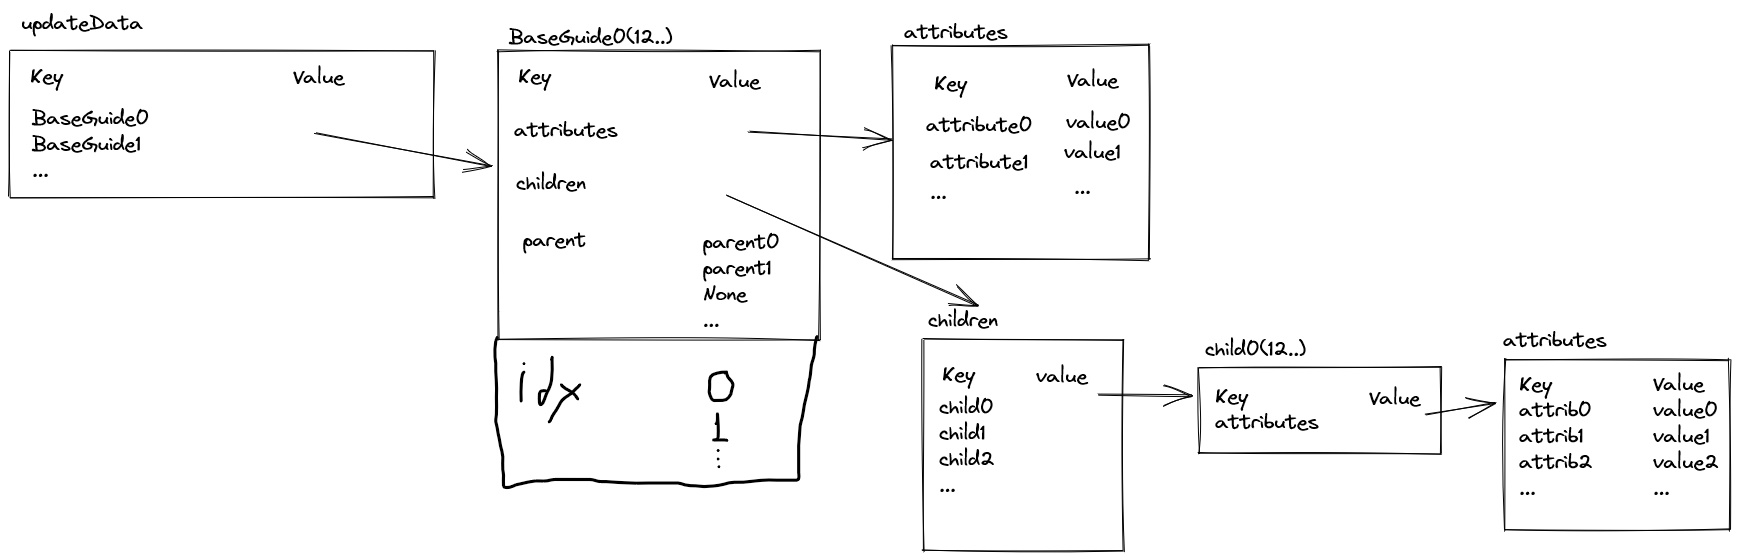 updateData
Key Value
BaseGuide0
BaseGuide1
...
BaseGuide0(12..)
Key Value
attributes
children
parent parent0
parent1
None
...
idx 0
1
⋮
attributes
Key Value
attribute0 value0
attribute1 value1
... ...
children
Key value
child0
child1
child2
...
child0(12..)
Key Value
attributes
attributes
Key Value
attrib0 value0
attrib1 value1
attrib2 value2
... ...